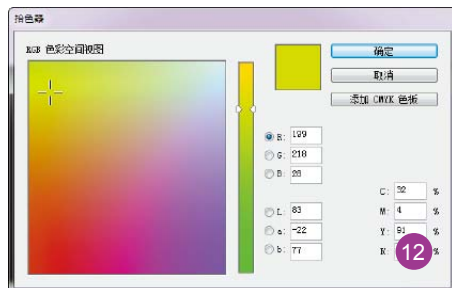 拾色器
RGB 色彩空间视图
确定
取消
添加 CMYK 色板
R: 199
G: 218
B: 26
L: 83
a: -22
b: 77
C: 32 %
M: 4 %
Y: 91 %
K: 12 %